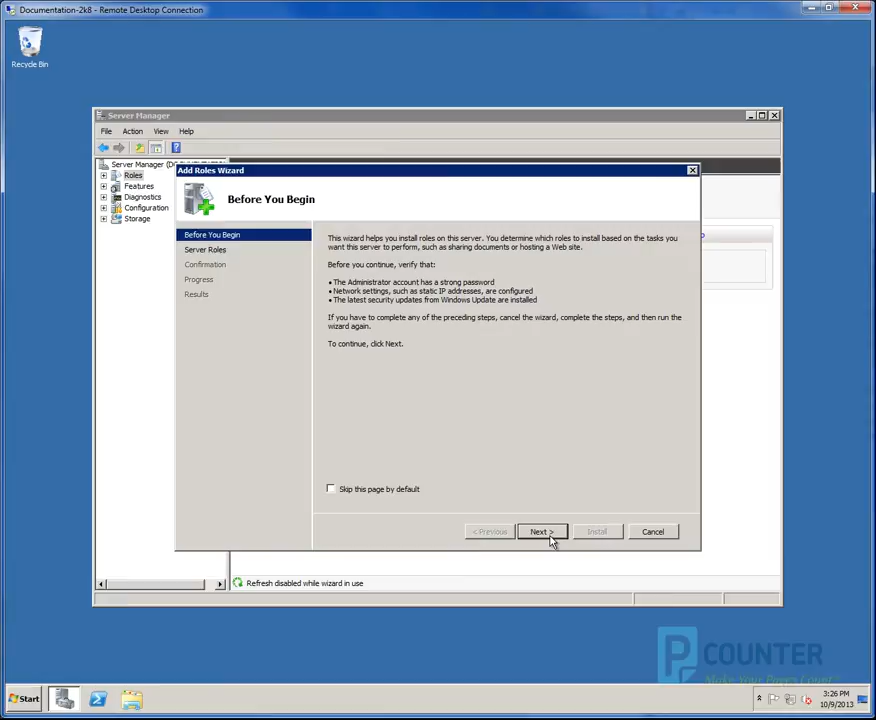 Documentation-2k8 - Remote Desktop Connection
Recycle Bin
Server Manager
File Action View Help
Server Manager (DOCUMENTATION
Roles
Features
Diagnostics
Configuration
Storage
Add Roles Wizard
Before You Begin
Before You Begin
Server Roles
Confirmation
Progress
Results
This wizard helps you install roles on this server. You determine which roles to install based on the tasks you
want this server to perform, such as sharing documents or hosting a Web site.
Before you continue, verify that:
• The Administrator account has a strong password
• Network settings, such as static IP addresses, are configured
• The latest security updates from Windows Update are installed
If you have to complete any of the preceding steps, cancel the wizard, complete the steps, and then run the
wizard again.
To continue, click Next.
Skip this page by default
< Previous Next > Install Cancel
Refresh disabled while wizard in use
PCOUNTER
Make Your Pages Count
Start
3:26 PM
10/9/2013